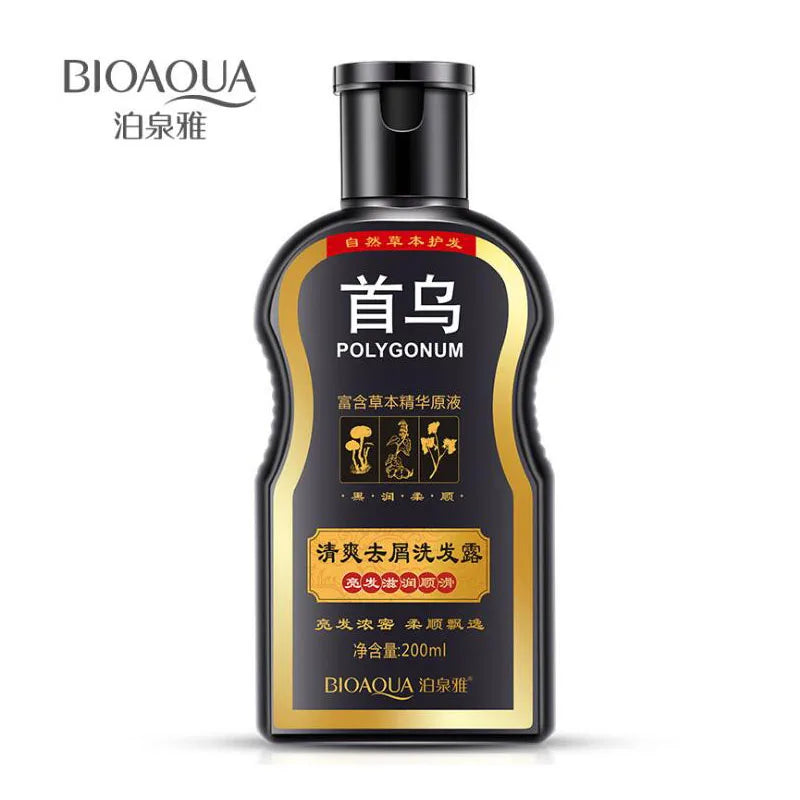 BIOAQUA
泊泉雅
自然草本护发
首乌
POLYGONUM
富含草本精华原液
·黑·润·柔·顺·
清爽去屑洗发露
亮发滋润顺滑
亮发浓密 柔顺飘逸
净含量:200ml
BIOAQUA 泊泉雅®